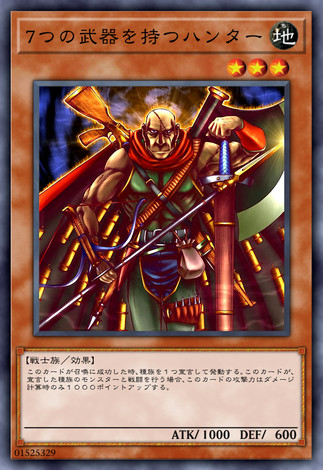 7つの武器を持つハンター 地
【戦士族／効果】
このカードが召喚に成功した時、種族を１つ宣言して発動する。このカードが、
宣言した種族のモンスターと戦闘を行う場合、このカードの攻撃力はダメージ
計算時のみ１０００ポイントアップする。
ATK/ 1000 DEF/ 600
01525329